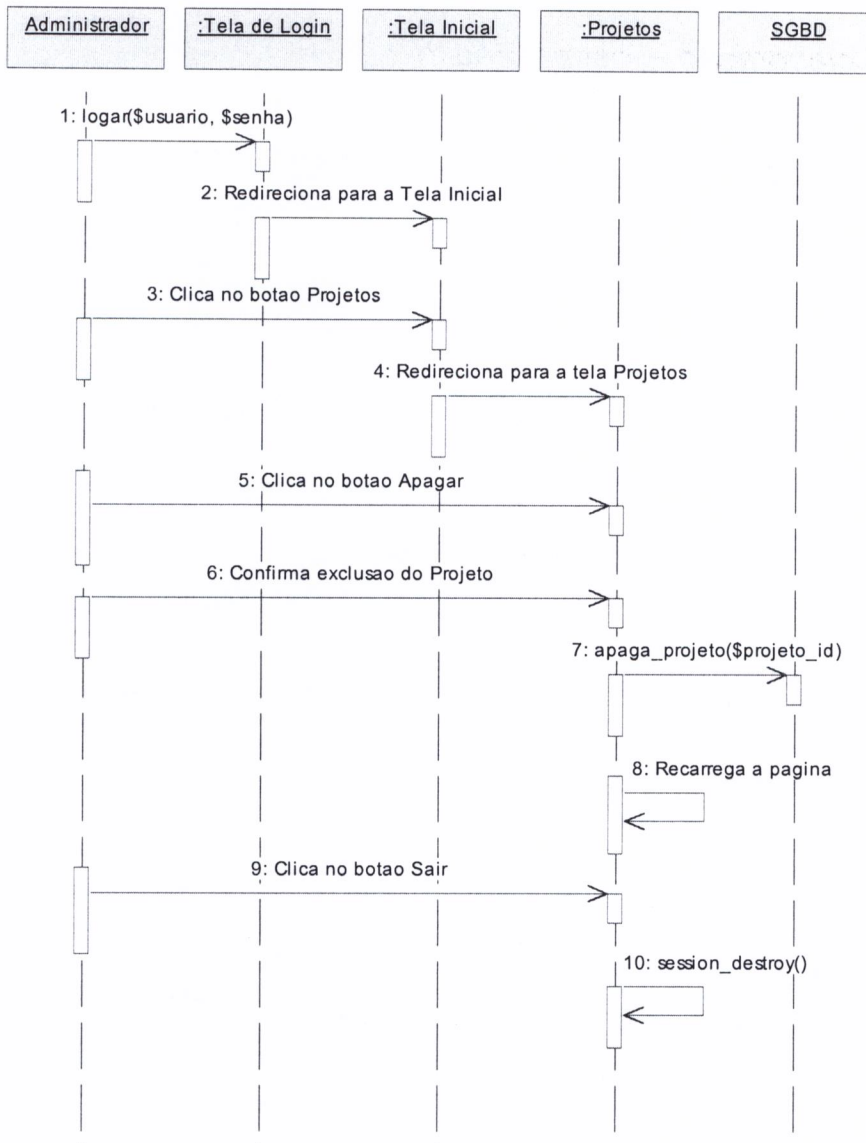 Administrador
:Tela de Login
:Tela Inicial
:Projetos
SGBD
1: logar($usuario, $senha)
2: Redireciona para a Tela Inicial
3: Clica no botao Projetos
4: Redireciona para a tela Projetos
5: Clica no botao Apagar
6: Confirma exclusao do Projeto
7: apaga_projeto($projeto_id)
8: Recarrega a pagina
9: Clica no botao Sair
10: session_destroy()